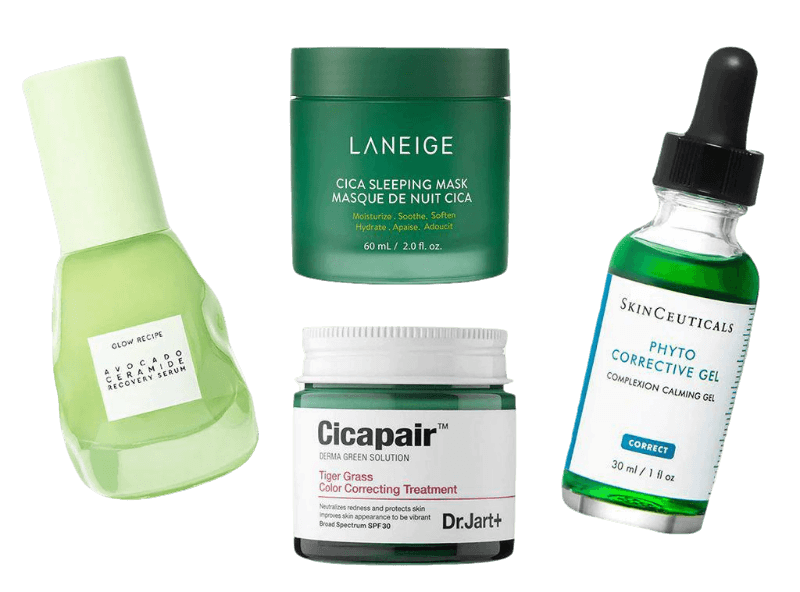 GLOW RECIPE
AVOCADO
CERAMIDE
RECOVERY SERUM
LANEIGE
CICA SLEEPING MASK
MASQUE DE NUIT CICA
Moisturize . Soothe. Soften
Hydrate . Apaise. Adoucit
60 mL / 2.0 fl. oz.
Cicapair™
DERMA GREEN SOLUTION
Tiger Grass
Color Correcting Treatment
Neutralizes redness and protects skin
Improves skin appearance to be vibrant
Broad Spectrum SPF30
Dr.Jart+
SKINCEUTICALS
PHYTO
CORRECTIVE GEL
COMPLEXION CALMING GEL
CORRECT
30 ml / 1 fl oz